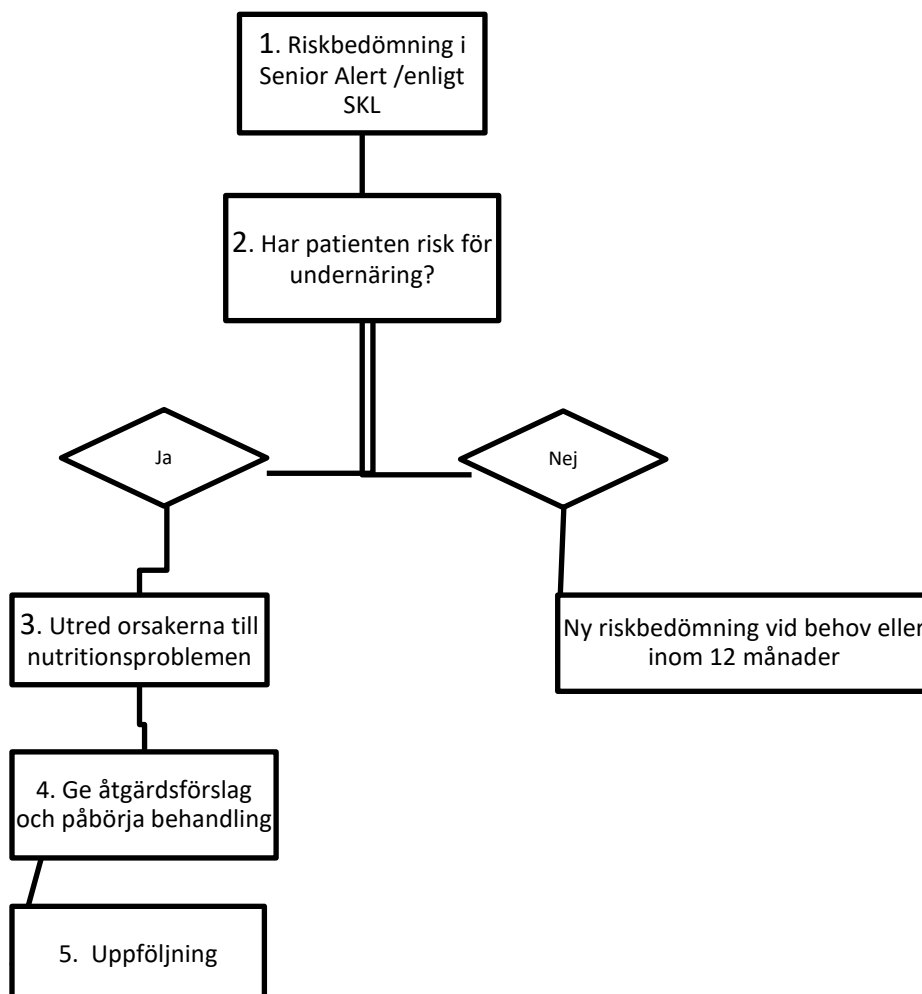 1. Riskbedömning i
Senior Alert /enligt
SKL
2. Har patienten risk för
undernäring?
Ja
Nej
3. Utred orsakerna till
nutritionsproblemen
Ny riskbedömning vid behov eller
inom 12 månader
4. Ge åtgärdsförslag
och påbörja behandling
5. Uppföljning